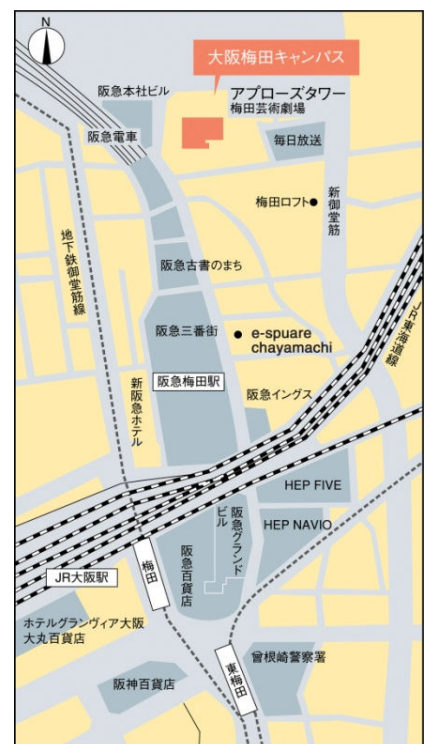 N
大阪梅田キャンパス
阪急本社ビル
アプローズタワー
梅田芸術劇場
阪急電車
毎日放送
梅田ロフト
新御堂筋
地下鉄御堂筋線
阪急古書のまち
JR東海道線
阪急三番街
e-spuare
chayamachi
阪急梅田駅
新阪急ホテル
阪急イングス
HEP FIVE
阪急グランド
ビル
HEP NAVIO
梅田
阪急百貨店
JR大阪駅
ホテルグランヴィア大阪
大丸百貨店
東梅田
曾根崎警察署
阪神百貨店